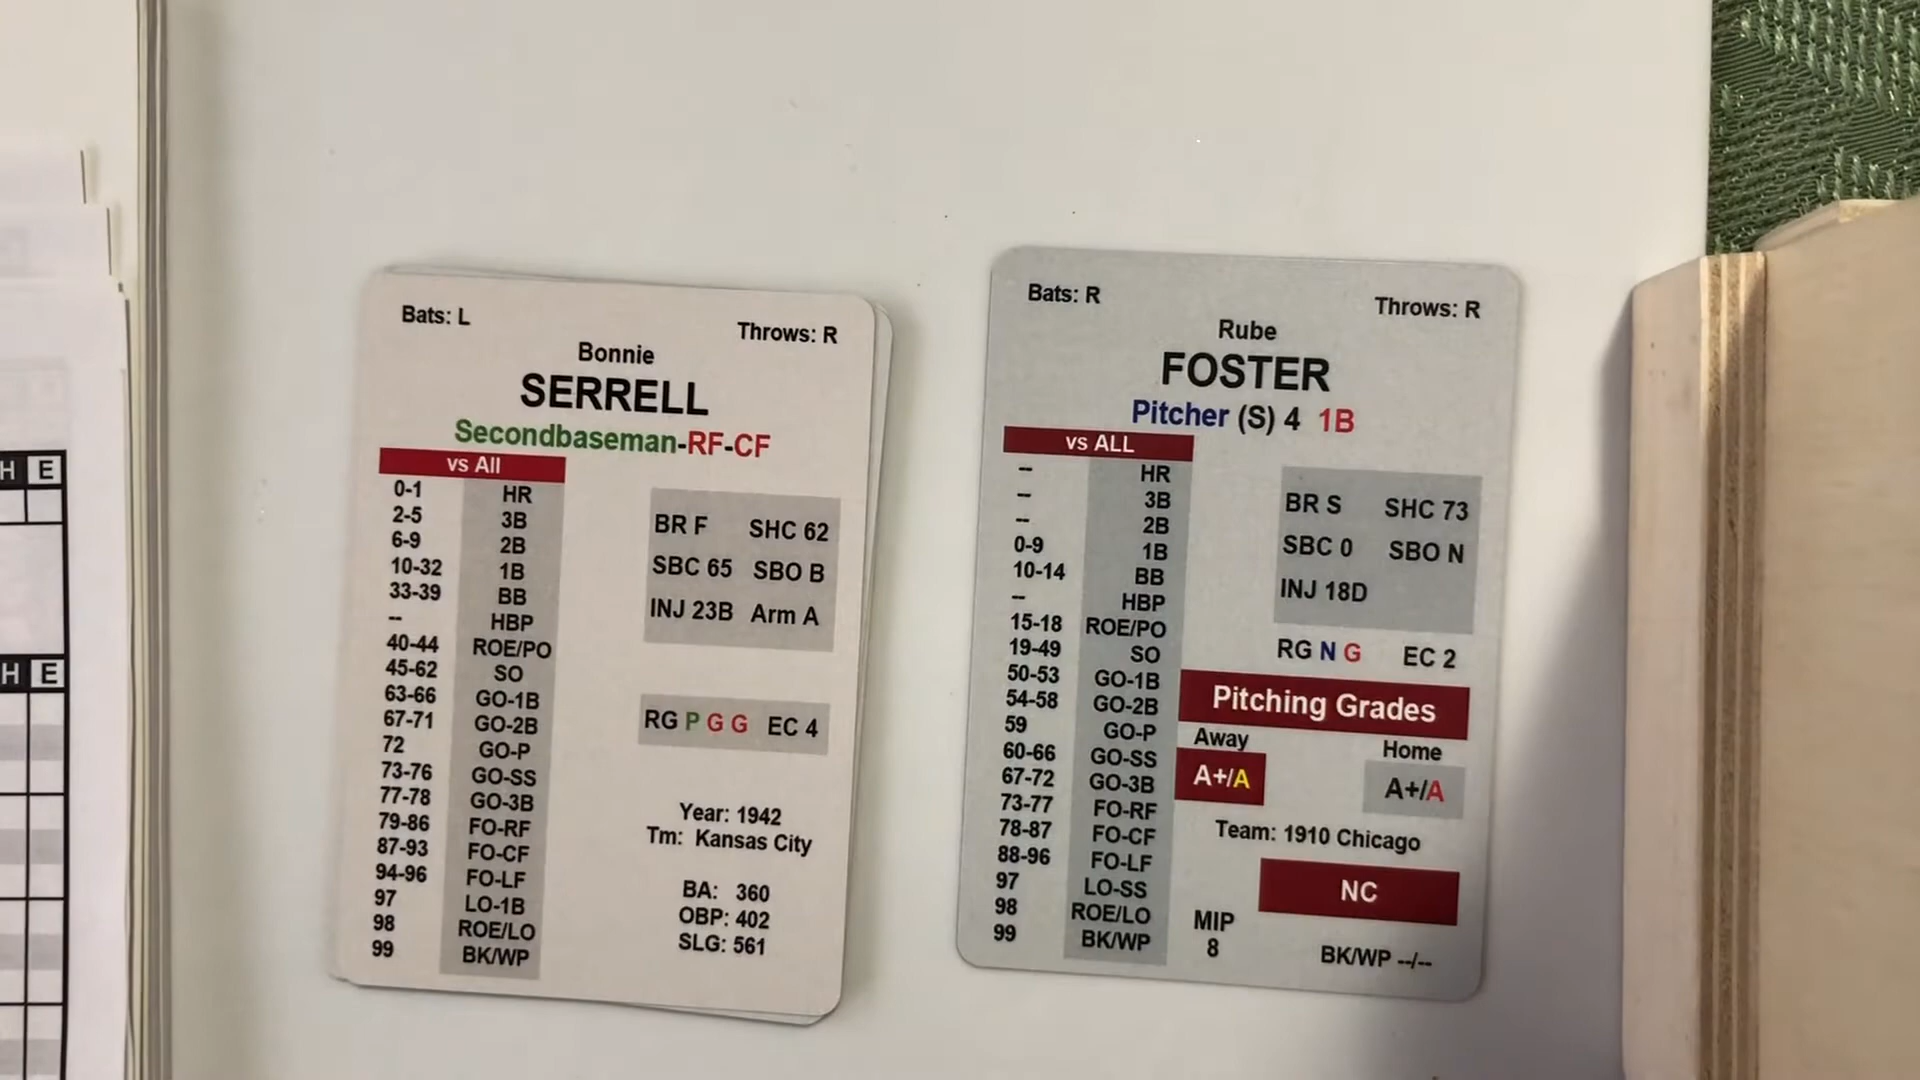 H E
H E
Bats: L
Throws: R
Bonnie
SERRELL
Secondbaseman-RF-CF
vs All
0-1 HR
2-5 3B
6-9 2B
10-32 1B
33-39 BB
-- HBP
40-44 ROE/PO
45-62 SO
63-66 GO-1B
67-71 GO-2B
72 GO-P
73-76 GO-SS
77-78 GO-3B
79-86 FO-RF
87-93 FO-CF
94-96 FO-LF
97 LO-1B
98 ROE/LO
99 BK/WP
BR F SHC 62
SBC 65 SBO B
INJ 23B Arm A
RG P G G EC 4
Year: 1942
Tm: Kansas City
BA: 360
OBP: 402
SLG: 561
Bats: R
Throws: R
Rube
FOSTER
Pitcher (S) 4 1B
vs ALL
-- HR
-- 3B
-- 2B
0-9 1B
10-14 BB
-- HBP
15-18 ROE/PO
19-49 SO
50-53 GO-1B
54-58 GO-2B
59 GO-P
60-66 GO-SS
67-72 GO-3B
73-77 FO-RF
78-87 FO-CF
88-96 FO-LF
97 LO-SS
98 ROE/LO
99 BK/WP
BR S SHC 73
SBC 0 SBO N
INJ 18D
RG N G EC 2
Pitching Grades
Away Home
A+/A A+/A
Team: 1910 Chicago
NC
MIP
8
BK/WP --/--